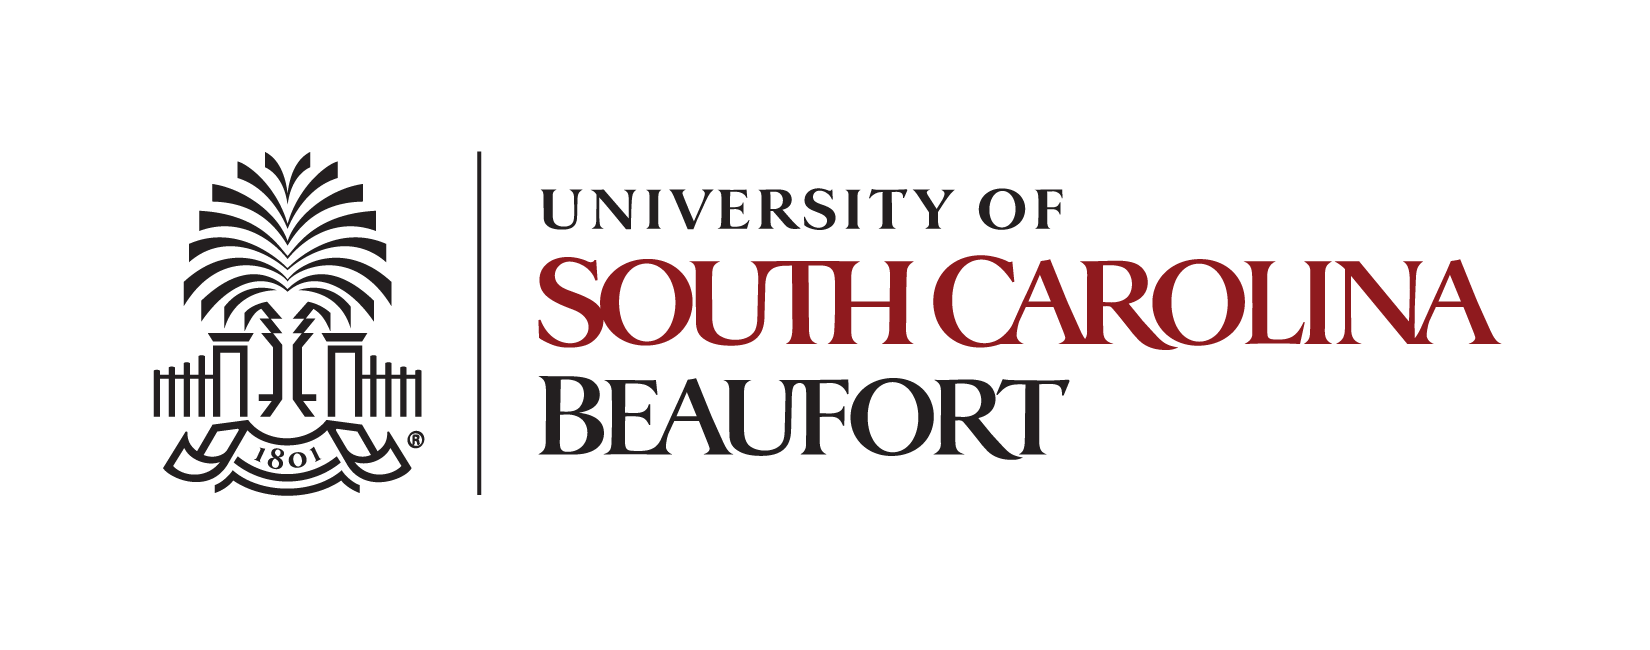 1801
®
UNIVERSITY OF
SOUTH CAROLINA
BEAUFORT